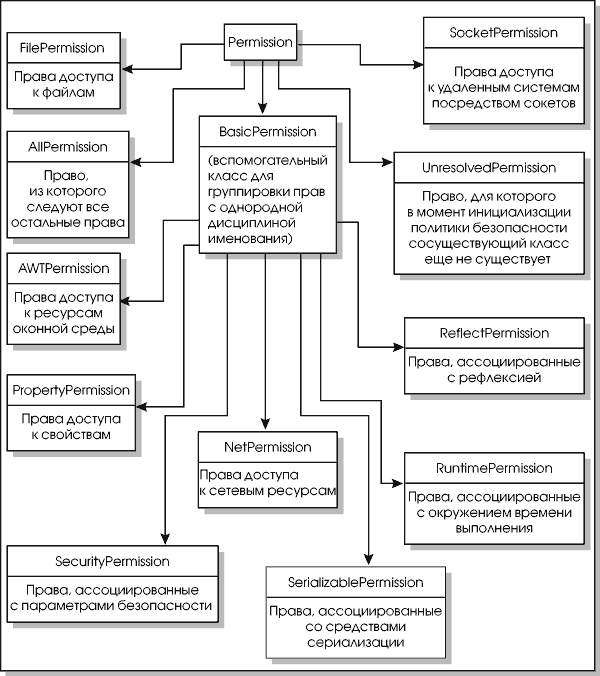 Permission
FilePermission
Права доступа
к файлам
SocketPermission
Права доступа
к удаленным системам
посредством сокетов
AllPermission
Право,
из которого
следуют все
остальные права
BasicPermission
(вспомогательный
класс для
группировки прав
с однородной
дисциплиной
именования)
UnresolvedPermission
Право, для которого
в момент инициализации
политики безопасности
сосуществующий класс
еще не существует
AWTPermission
Права доступа
к ресурсам
оконной среды
ReflectPermission
Права, ассоциированные
с рефлексией
PropertyPermission
Права доступа
к свойствам
NetPermission
Права доступа
к сетевым ресурсам
RuntimePermission
Права, ассоциированные
с окружением времени
выполнения
SecurityPermission
Права, ассоциированные
с параметрами безопасности
SerializablePermission
Права, ассоциированные
со средствами
сериализации